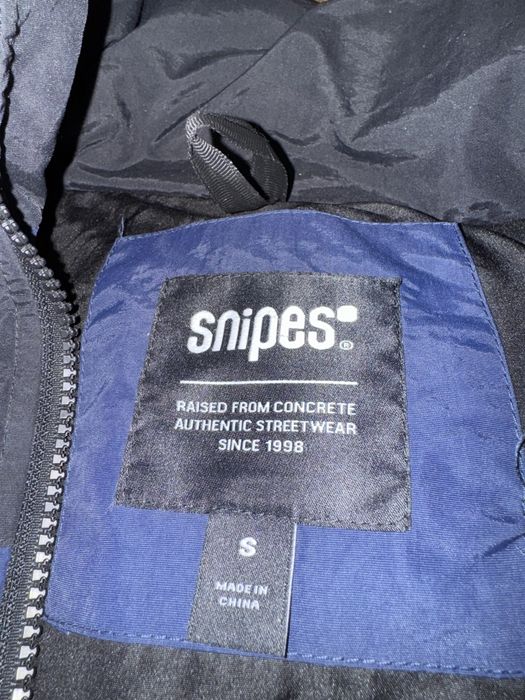 snipes®
RAISED FROM CONCRETE
AUTHENTIC STREETWEAR
SINCE 1998
S
MADE IN
CHINA